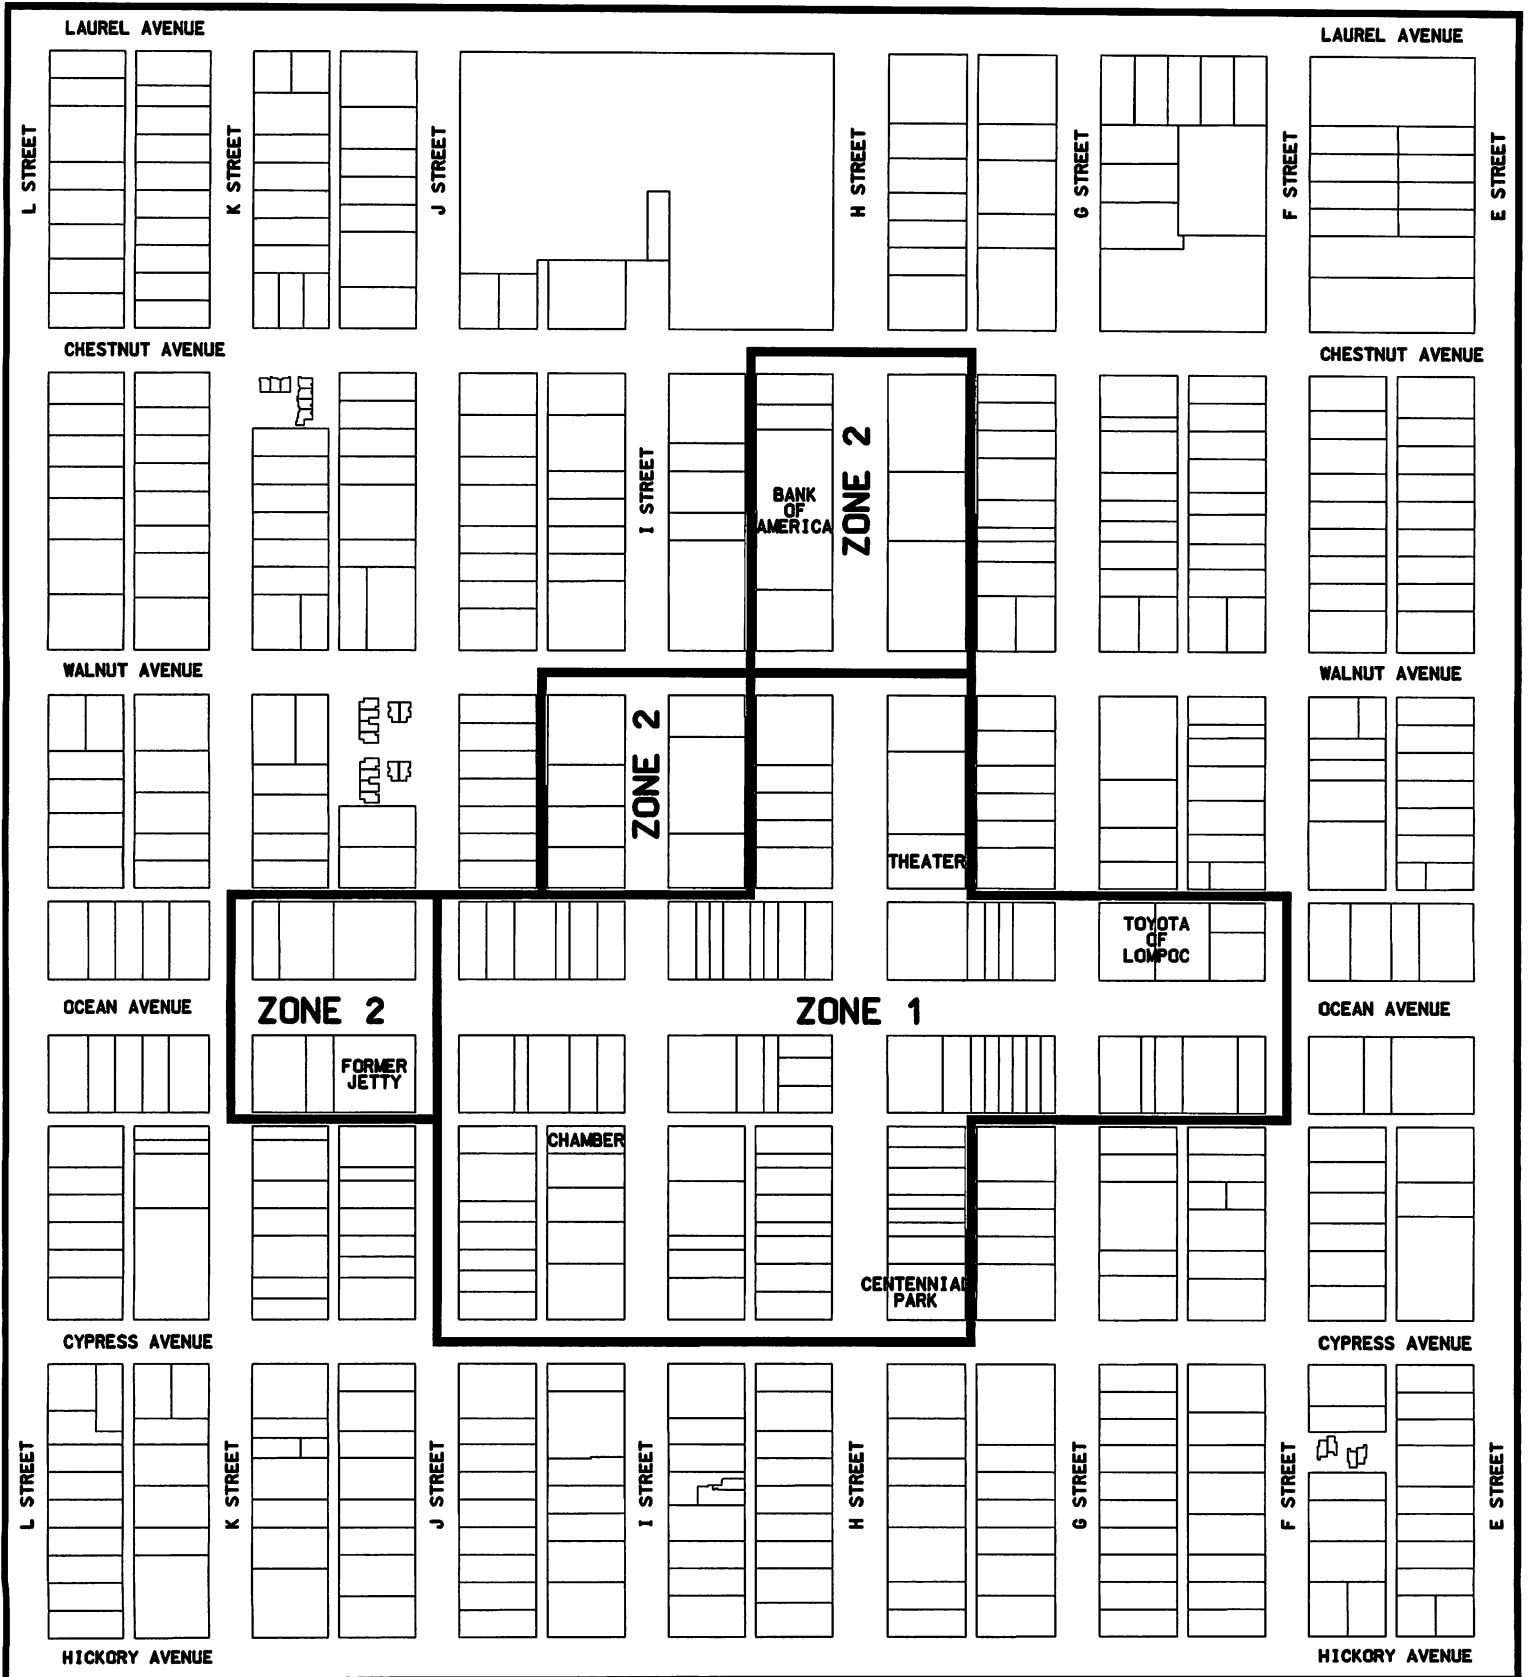 LAUREL AVENUE
LAUREL AVENUE
L STREET
K STREET
J STREET
H STREET
G STREET
F STREET
E STREET
CHESTNUT AVENUE
CHESTNUT AVENUE
I STREET
BANK
OF
AMERICA
ZONE 2
WALNUT AVENUE
WALNUT AVENUE
ZONE 2
THEATER
TOYOTA
OF
LOMPOC
OCEAN AVENUE
ZONE 2
ZONE 1
OCEAN AVENUE
FORMER
JETTY
CHAMBER
CENTENNIAL
PARK
CYPRESS AVENUE
CYPRESS AVENUE
L STREET
K STREET
J STREET
I STREET
H STREET
G STREET
F STREET
E STREET
HICKORY AVENUE
HICKORY AVENUE